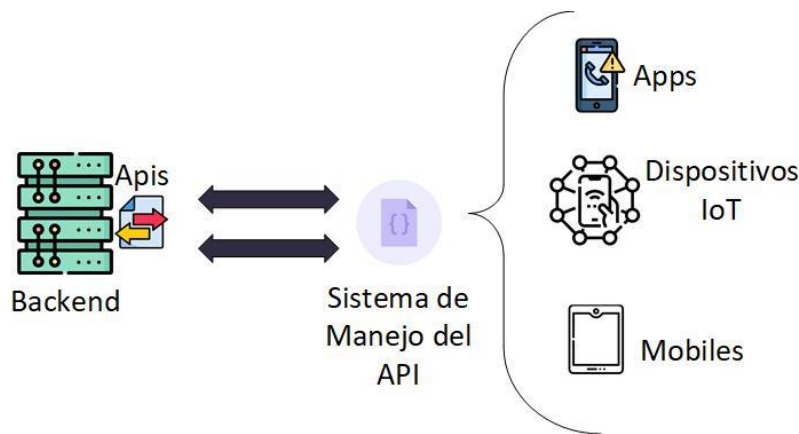 Apis
Backend
{}
Sistema de
Manejo del
API
Apps
Dispositivos
IoT
Mobiles